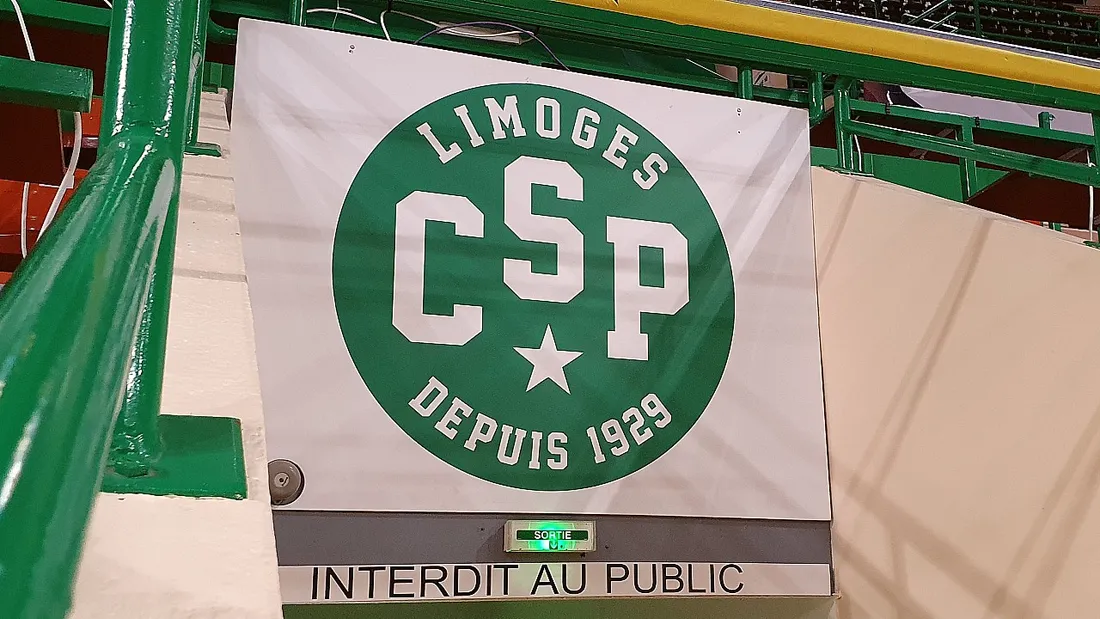 LIMOGES
CSP
DEPUIS 1929
SORTIE
INTERDIT AU PUBLIC